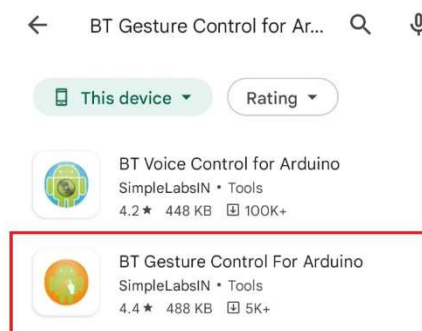 BT Gesture Control for Ar...
This device
Rating
BT Voice Control for Arduino
SimpleLabsIN • Tools
4.2★ 448 KB 100K+
BT Gesture Control For Arduino
SimpleLabsIN • Tools
4.4★ 488 KB 5K+